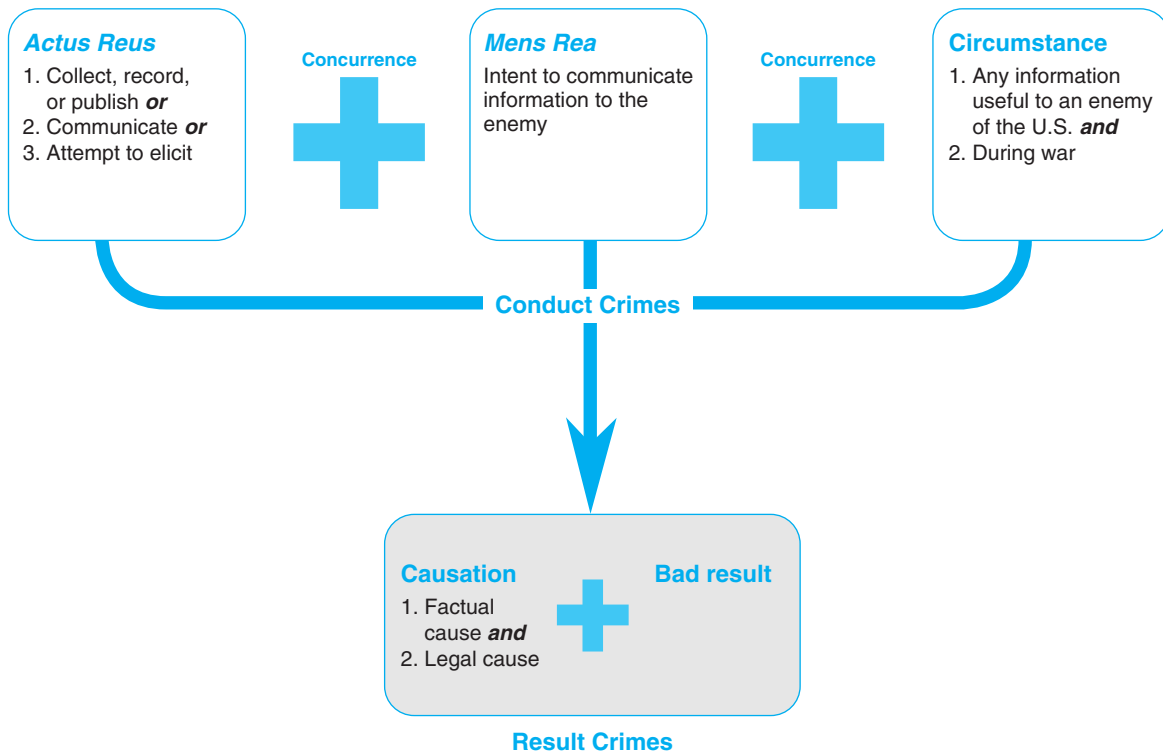 Actus Reus
1. Collect, record,
or publish or
2. Communicate or
3. Attempt to elicit
Concurrence
Mens Rea
Intent to communicate
information to the
enemy
Concurrence
Circumstance
1. Any information
useful to an enemy
of the U.S. and
2. During war
Conduct Crimes
Causation
1. Factual
cause and
2. Legal cause
Bad result
Result Crimes